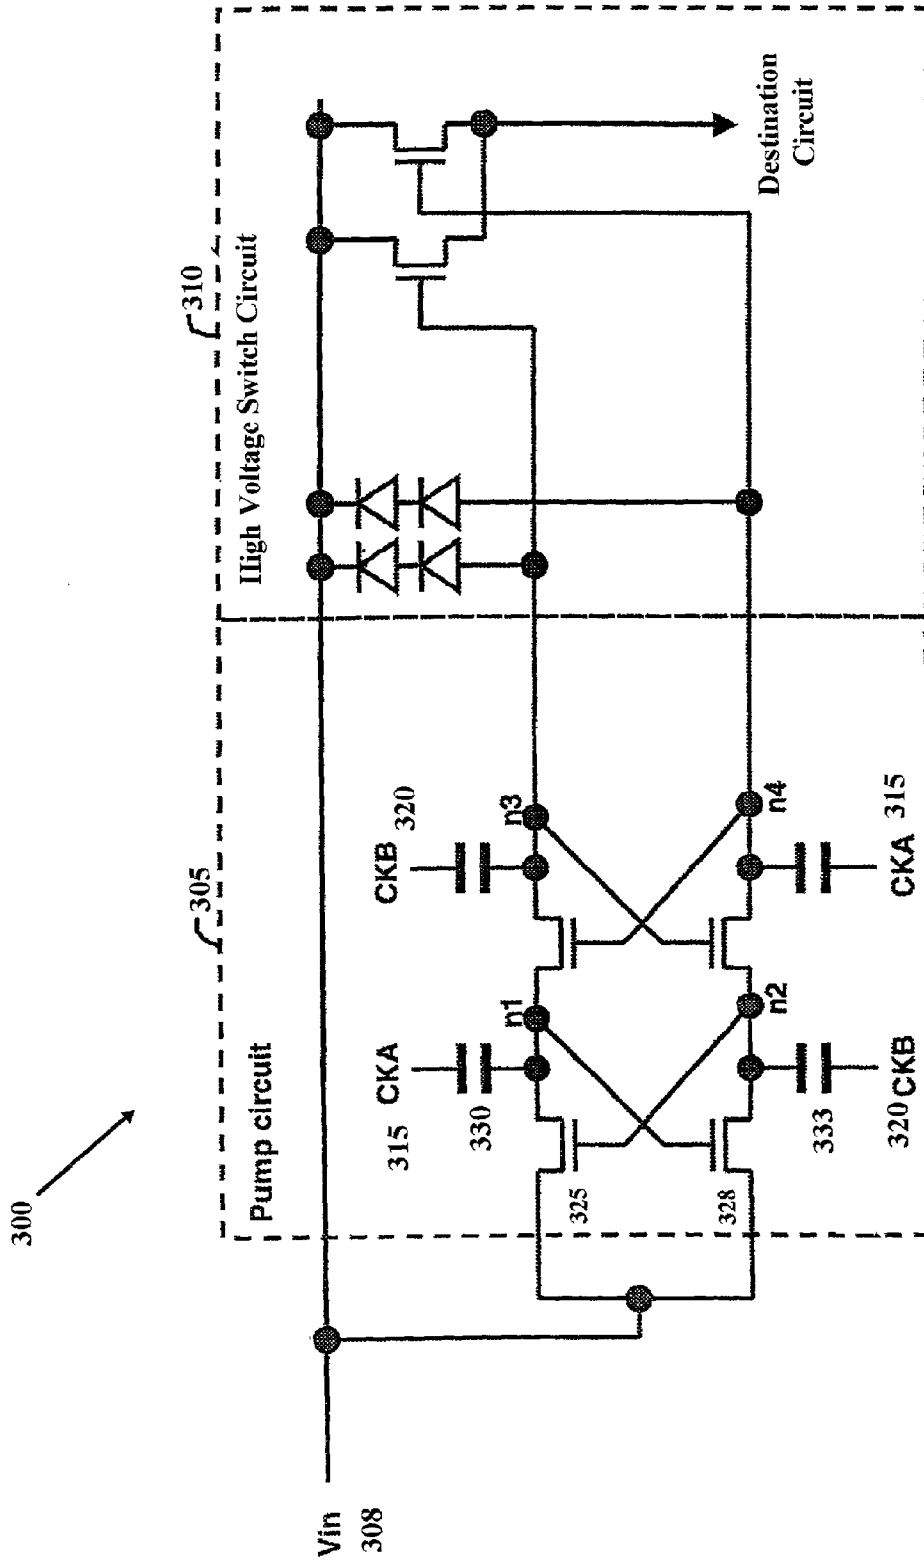 300
305
310
Pump circuit
High Voltage Switch Circuit
Vin
308
CKA
315
330
CKB
320
n1
n3
325
328
n2
n4
333
320 CKB
CKA 315
Destination
Circuit